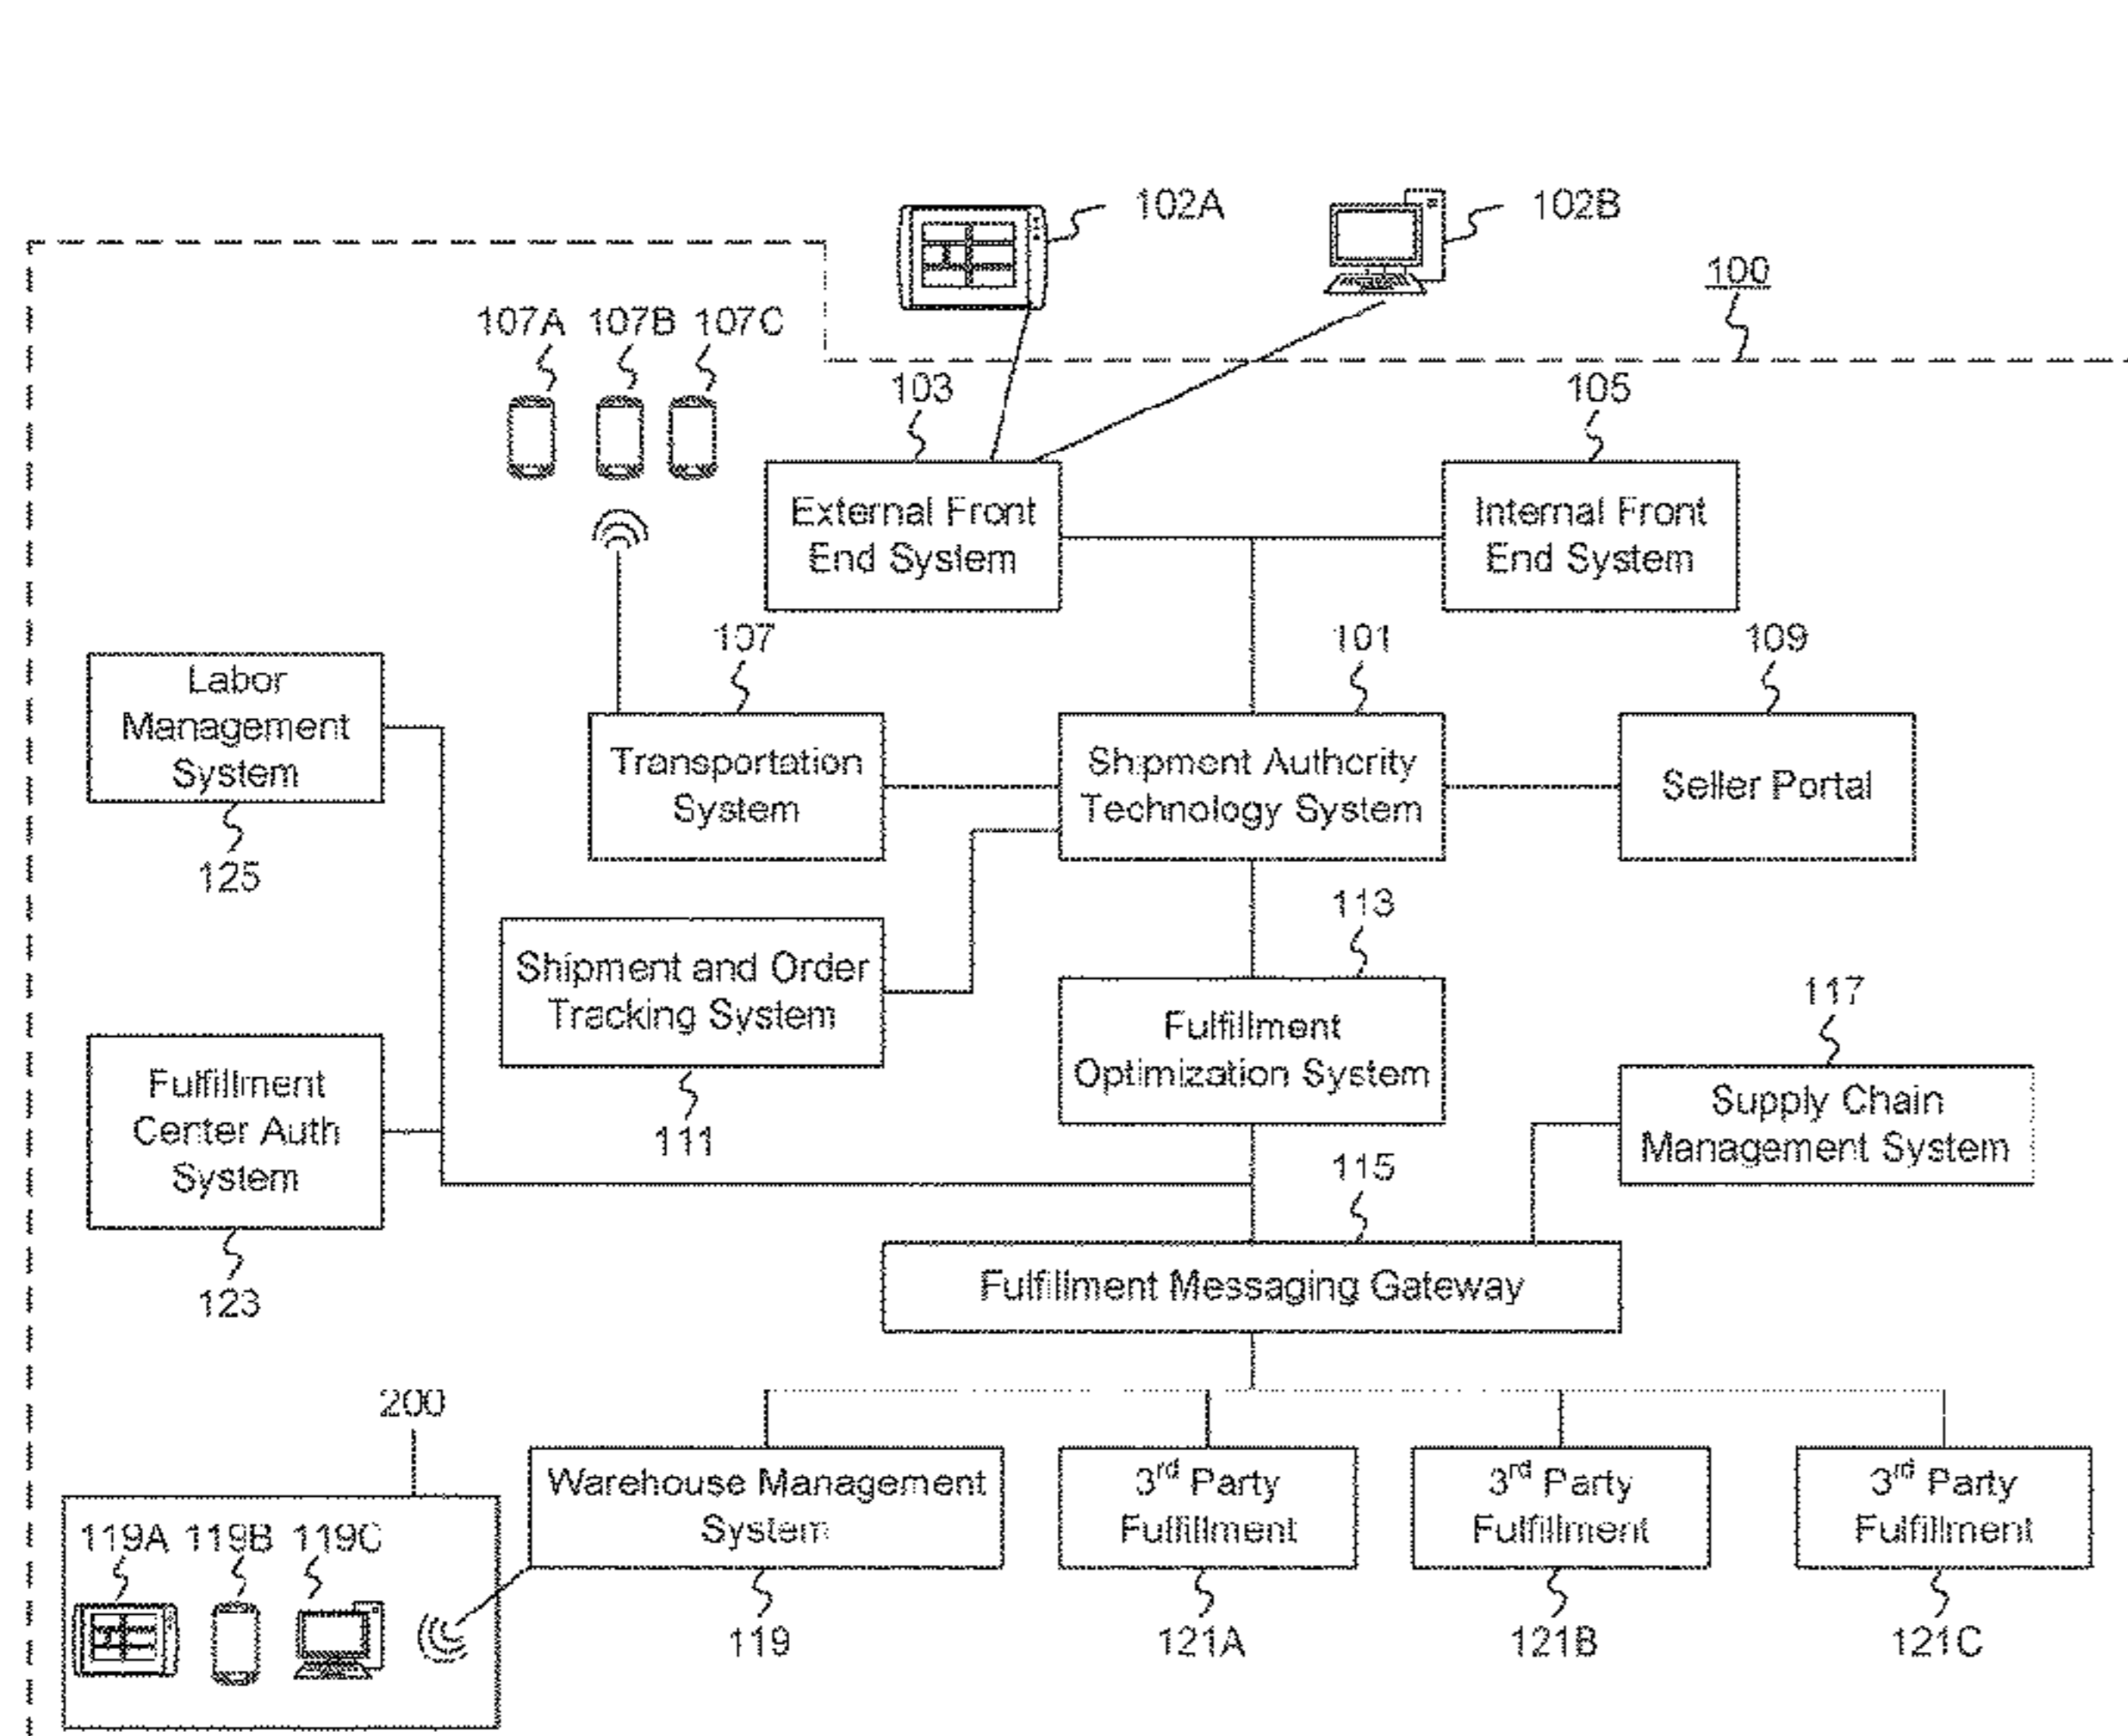 102A
102B
100
107A 107B 107C
103
105
External Front
End System
Internal Front
End System
107
101
109
Labor
Management
System
Transportation
System
Shipment Authority
Technology System
Seller Portal
125
113
Shipment and Order
Tracking System
117
Fulfillment
Optimization System
Fulfillment
Center Auth
System
Supply Chain
Management System
111
115
Fulfillment Messaging Gateway
123
200
Warehouse Management
System
3rd Party
Fulfillment
3rd Party
Fulfillment
3rd Party
Fulfillment
119A 119B 119C
119
121A
121B
121C